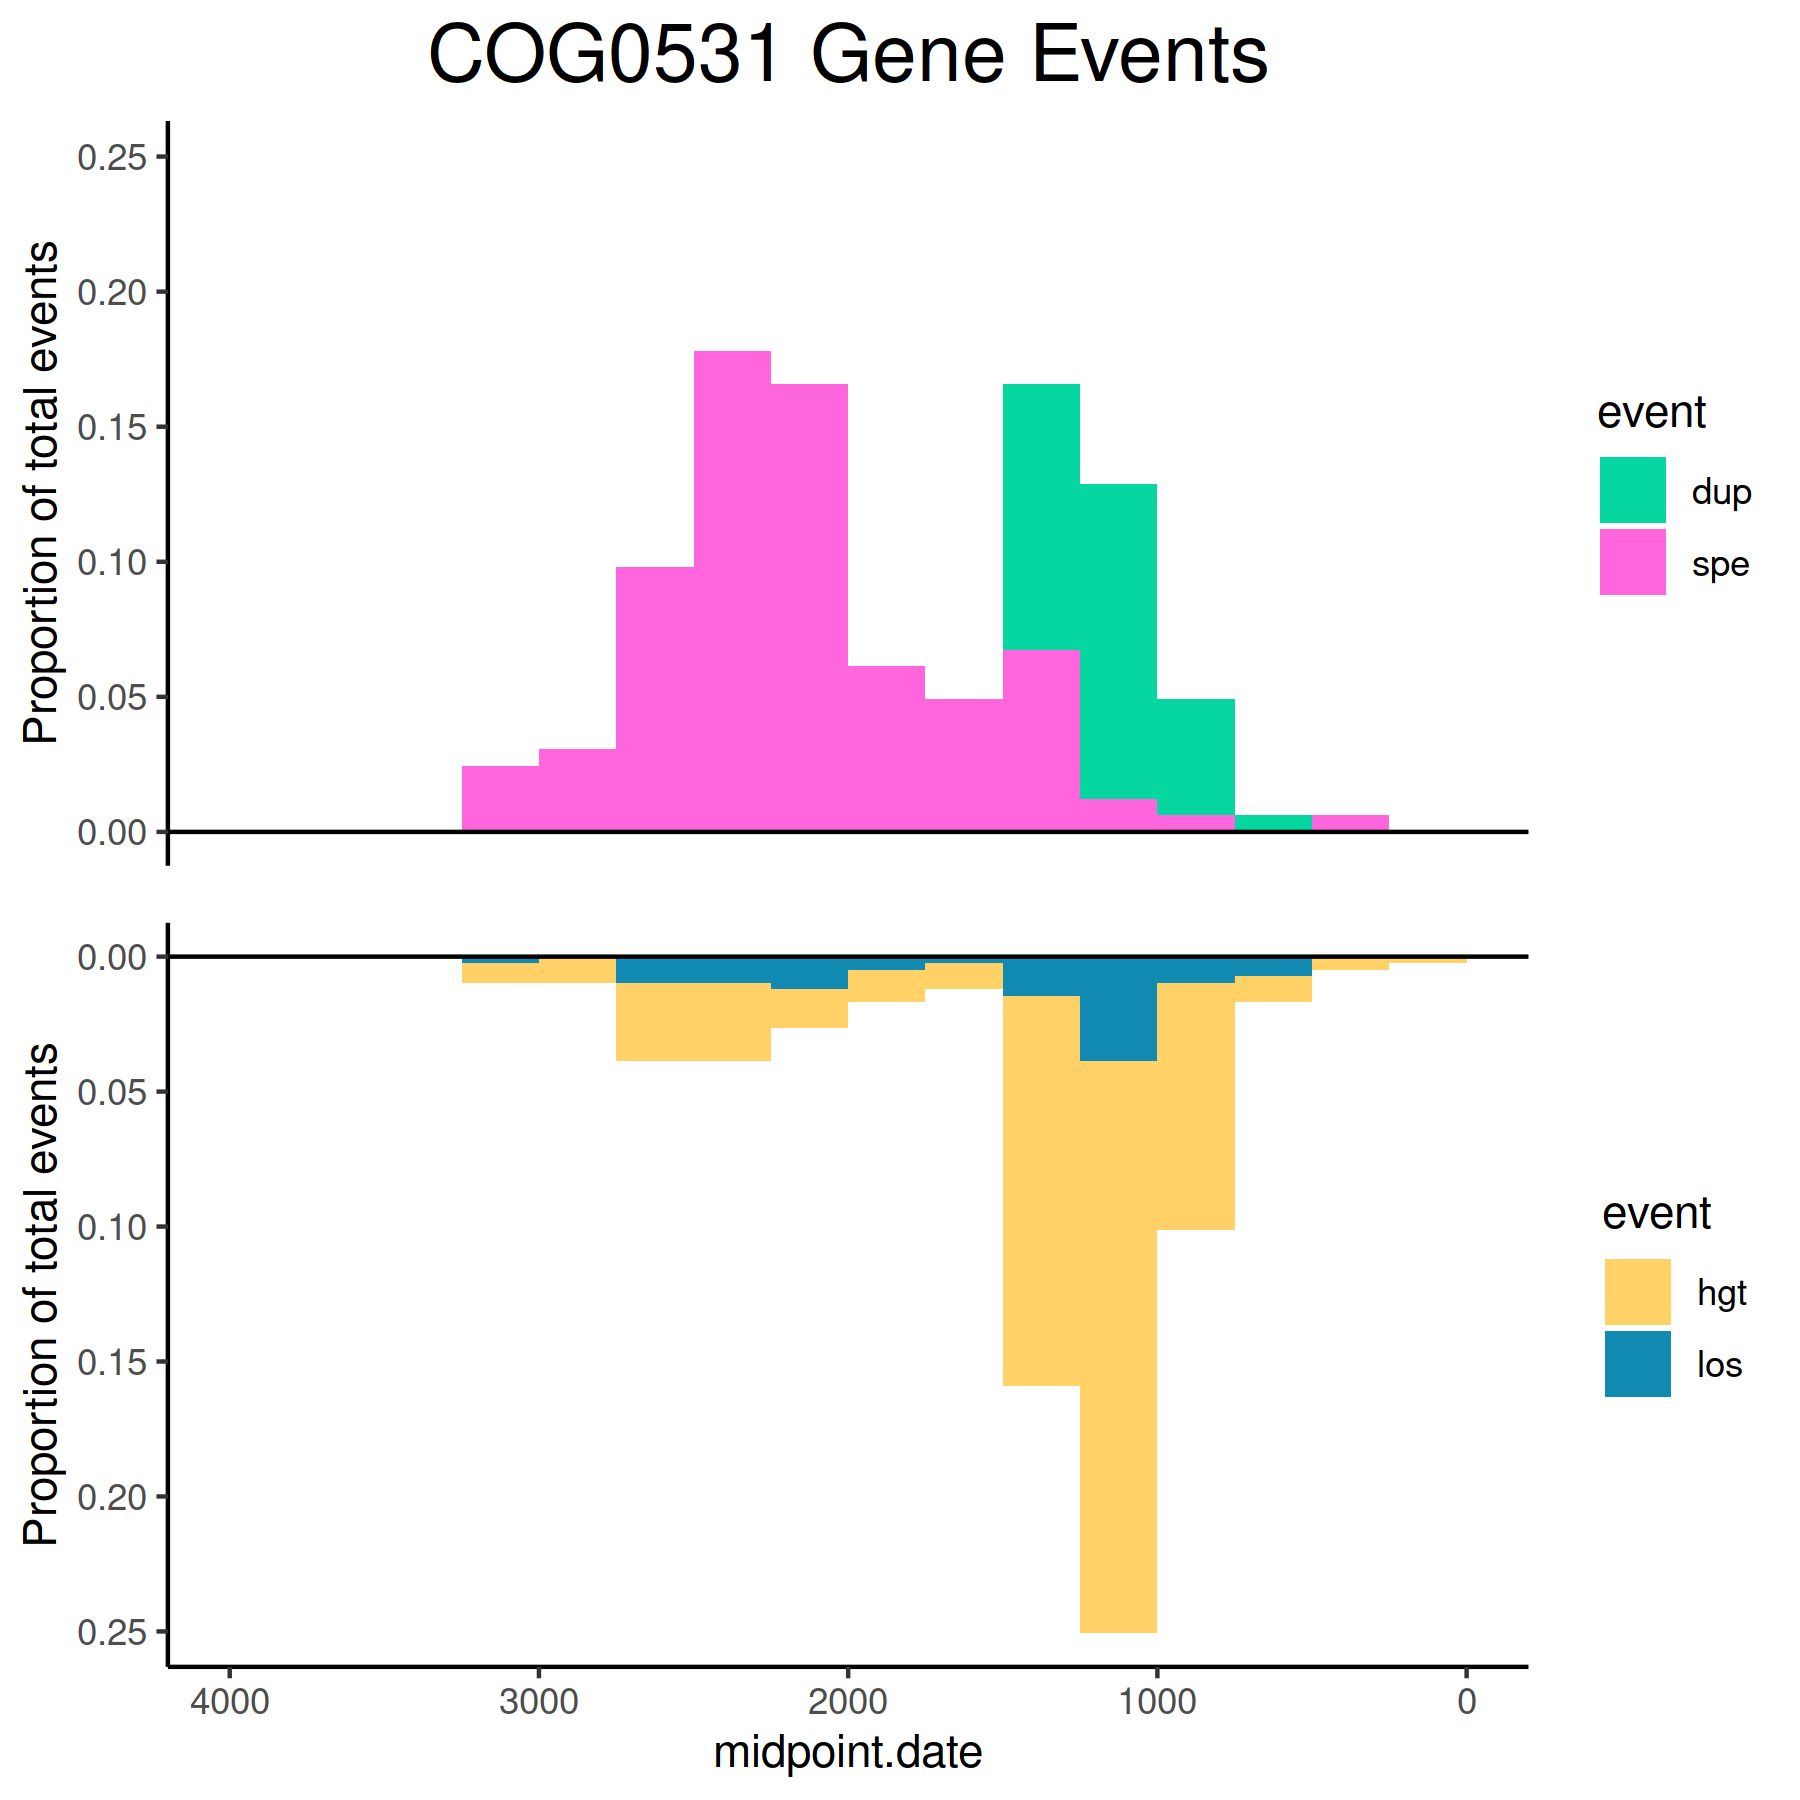 COG0531 Gene Events
Proportion of total events
0.25
0.20
0.15
0.10
0.05
0.00
event
dup
spe
Proportion of total events
0.00
0.05
0.10
0.15
0.20
0.25
event
hgt
los
4000 3000 2000 1000 0
midpoint.date